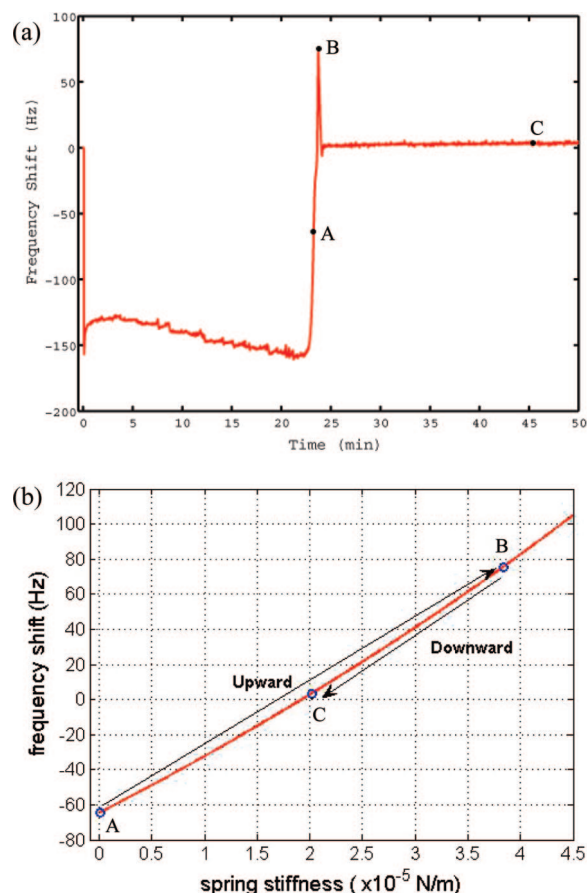 (a)
100
50
0
-50
-100
-150
-200
Frequency Shift (Hz)
B
C
A
0 5 10 15 20 25 30 35 40 45 50
Time (min)
(b)
120
100
80
60
40
20
0
-20
-40
-60
-80
frequency shift (Hz)
B
Downward
Upward
C
A
0 0.5 1 1.5 2 2.5 3 3.5 4 4.5
spring stiffness ( x10-5 N/m)